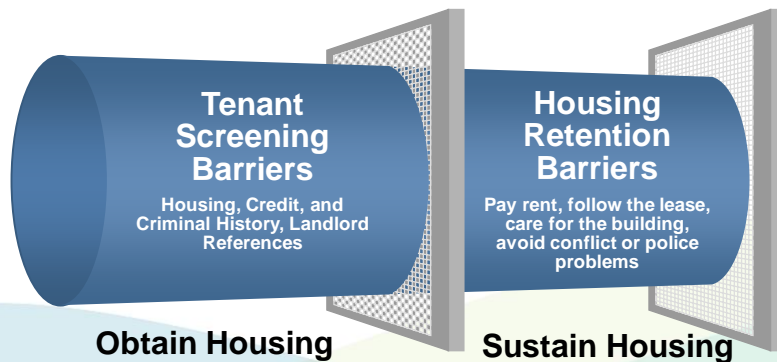 Tenant
Screening
Barriers
Housing, Credit, and
Criminal History, Landlord
References
Obtain Housing
Housing
Retention
Barriers
Pay rent, follow the lease,
care for the building,
avoid conflict or police
problems
Sustain Housing